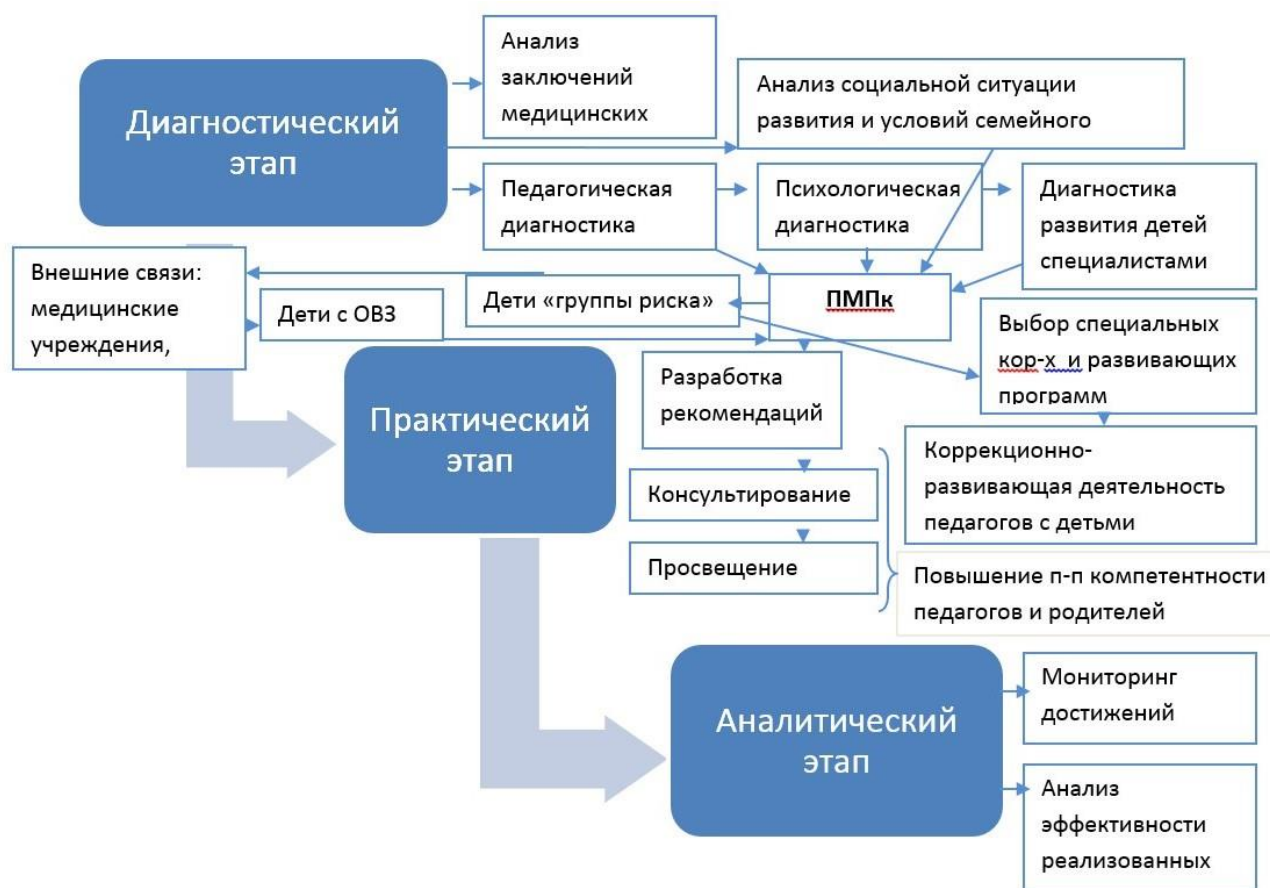 Диагностический
этап
Анализ
заключений
медицинских
Анализ социальной ситуации
развития и условий семейного
Педагогическая
диагностика
Психологическая
диагностика
Диагностика
развития детей
специалистами
Внешние связи:
медицинские
учреждения,
Дети с ОВЗ
Дети «группы риска»
ПМПк
Выбор специальных
кор-х и развивающих
программ
Практический
этап
Разработка
рекомендаций
Консультирование
Просвещение
Коррекционно-
развивающая деятельность
педагогов с детьми
Повышение п-п компетентности
педагогов и родителей
Аналитический
этап
Мониторинг
достижений
Анализ
эффективности
реализованных